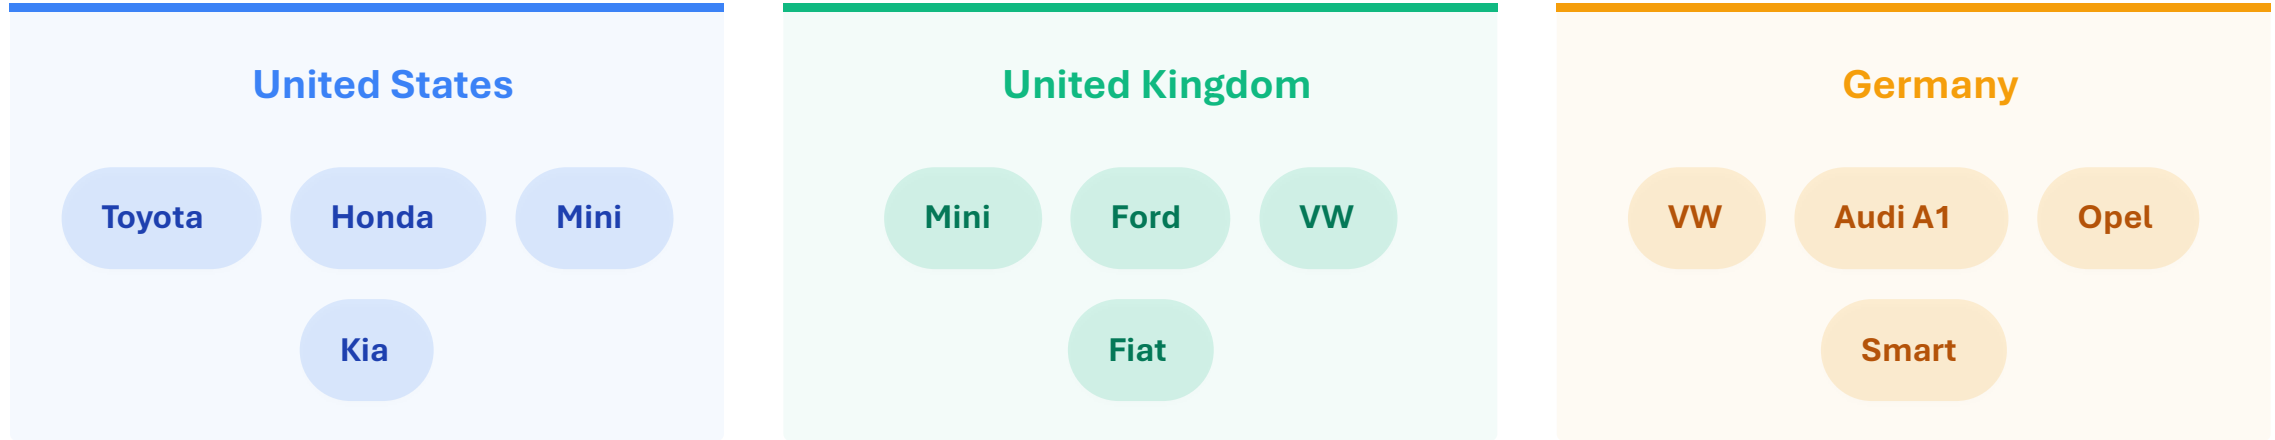 United States
Toyota
Honda
Mini
Kia
United Kingdom
Mini
Ford
VW
Fiat
Germany
VW
Audi A1
Opel
Smart